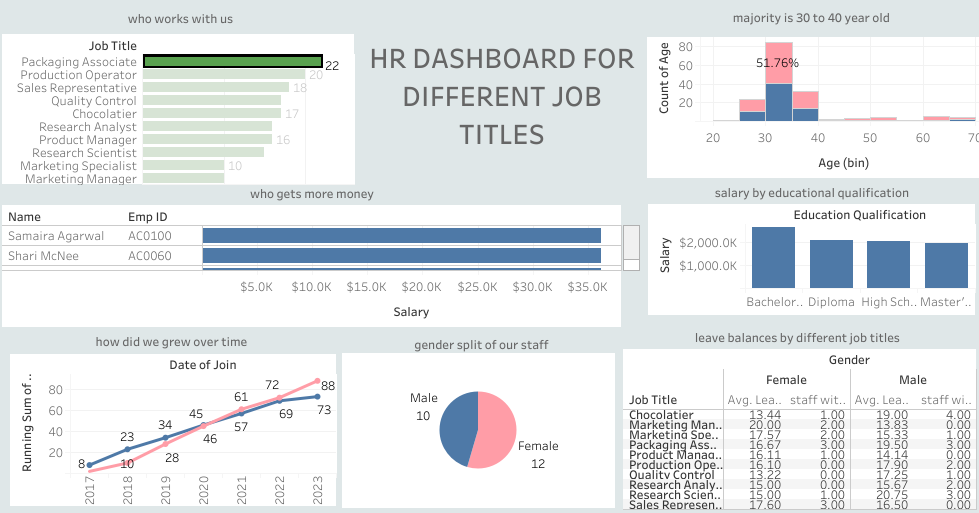 who works with us
Job Title
Packaging Associate 22
Production Operator 20
Sales Representative 18
Quality Control
Chocolatier 17
Research Analyst
Product Manager 16
Research Scientist
Marketing Specialist 10
Marketing Manager
HR DASHBOARD FOR
DIFFERENT JOB
TITLES
majority is 30 to 40 year old
Count of Age
80
60
40
20
51.76%
20 30 40 50 60 70
Age (bin)
who gets more money
Name Emp ID
Samaira Agarwal AC0100
Shari McNee AC0060
$5.0K $10.0K $15.0K $20.0K $25.0K $30.0K $35.0K
Salary
salary by educational qualification
Education Qualification
Salary
$2,000.0K
$1,000.0K
Bachelor.. Diploma High Sch.. Master'..
how did we grew over time
Date of Join
Running Sum of ..
80
60
40
20
8 23 34 45 57 69 73
10 28 46 61 72 88
2017 2018 2019 2020 2021 2022 2023
gender split of our staff
Male
10
Female
12
leave balances by different job titles
Gender
Female Male
Job Title Avg. Lea.. staff wit.. Avg. Lea.. staff wit..
Chocolatier 13.44 1.00 19.00 4.00
Marketing Man.. 20.00 2.00 13.83 0.00
Marketing Spe.. 17.57 2.00 15.33 1.00
Packaging Ass.. 16.67 3.00 19.50 3.00
Product Manag.. 16.11 1.00 14.14 0.00
Production Ope.. 16.10 0.00 17.90 2.00
Quality Control 13.22 0.00 17.25 1.00
Research Analy.. 15.00 0.00 15.67 2.00
Research Scien.. 15.00 1.00 20.75 3.00
Sales Represen.. 17.60 3.00 16.50 0.00